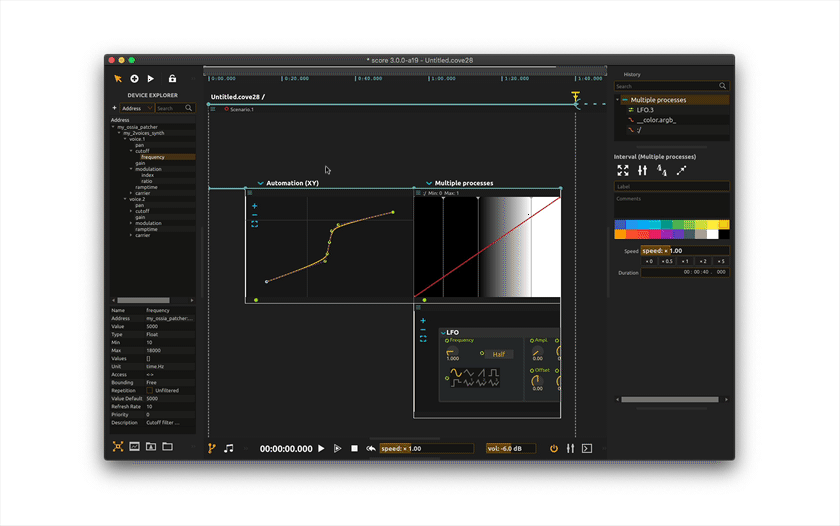 * score 3.0.0-a19 - Untitled.cove28
DEVICE EXPLORER
+ Address Search
Address
my_ossia_patcher
my_2voices_synth
voice.1
pan
cutoff
frequency
gain
modulation
index
ratio
ramptime
carrier
voice.2
pan
cutoff
gain
modulation
ramptime
carrier
Name frequency
Address my_ossia_patcher:...
Value 5000
Type Float
Min 10
Max 18000
Values []
Unit time.Hz
Access <->
Bounding Free
Repetition Unfiltered
Value Default 5000
Refresh Rate 10
Priority 0
Description Cutoff filter ...
0:00.000 0:20.000 0:40.000 1:00.000 1:20.000 1:40.000
Untitled.cove28 /
Scenario.1
Automation (XY)
Multiple processes
:/ Min: 0 Max: 1
LFO
Frequency
1.000
Half
Ampl.
0.00
Offset
0.00
00:00:00.000
speed: × 1.00
vol: -6.0 dB
History
Search
Multiple processes
LFO.3
__color.argb_
:/
Interval (Multiple processes)
Label
Comments
Speed speed: × 1.00
× 0 × 0.5 × 1 × 2 × 5
Duration 00 : 00 : 40 . 000